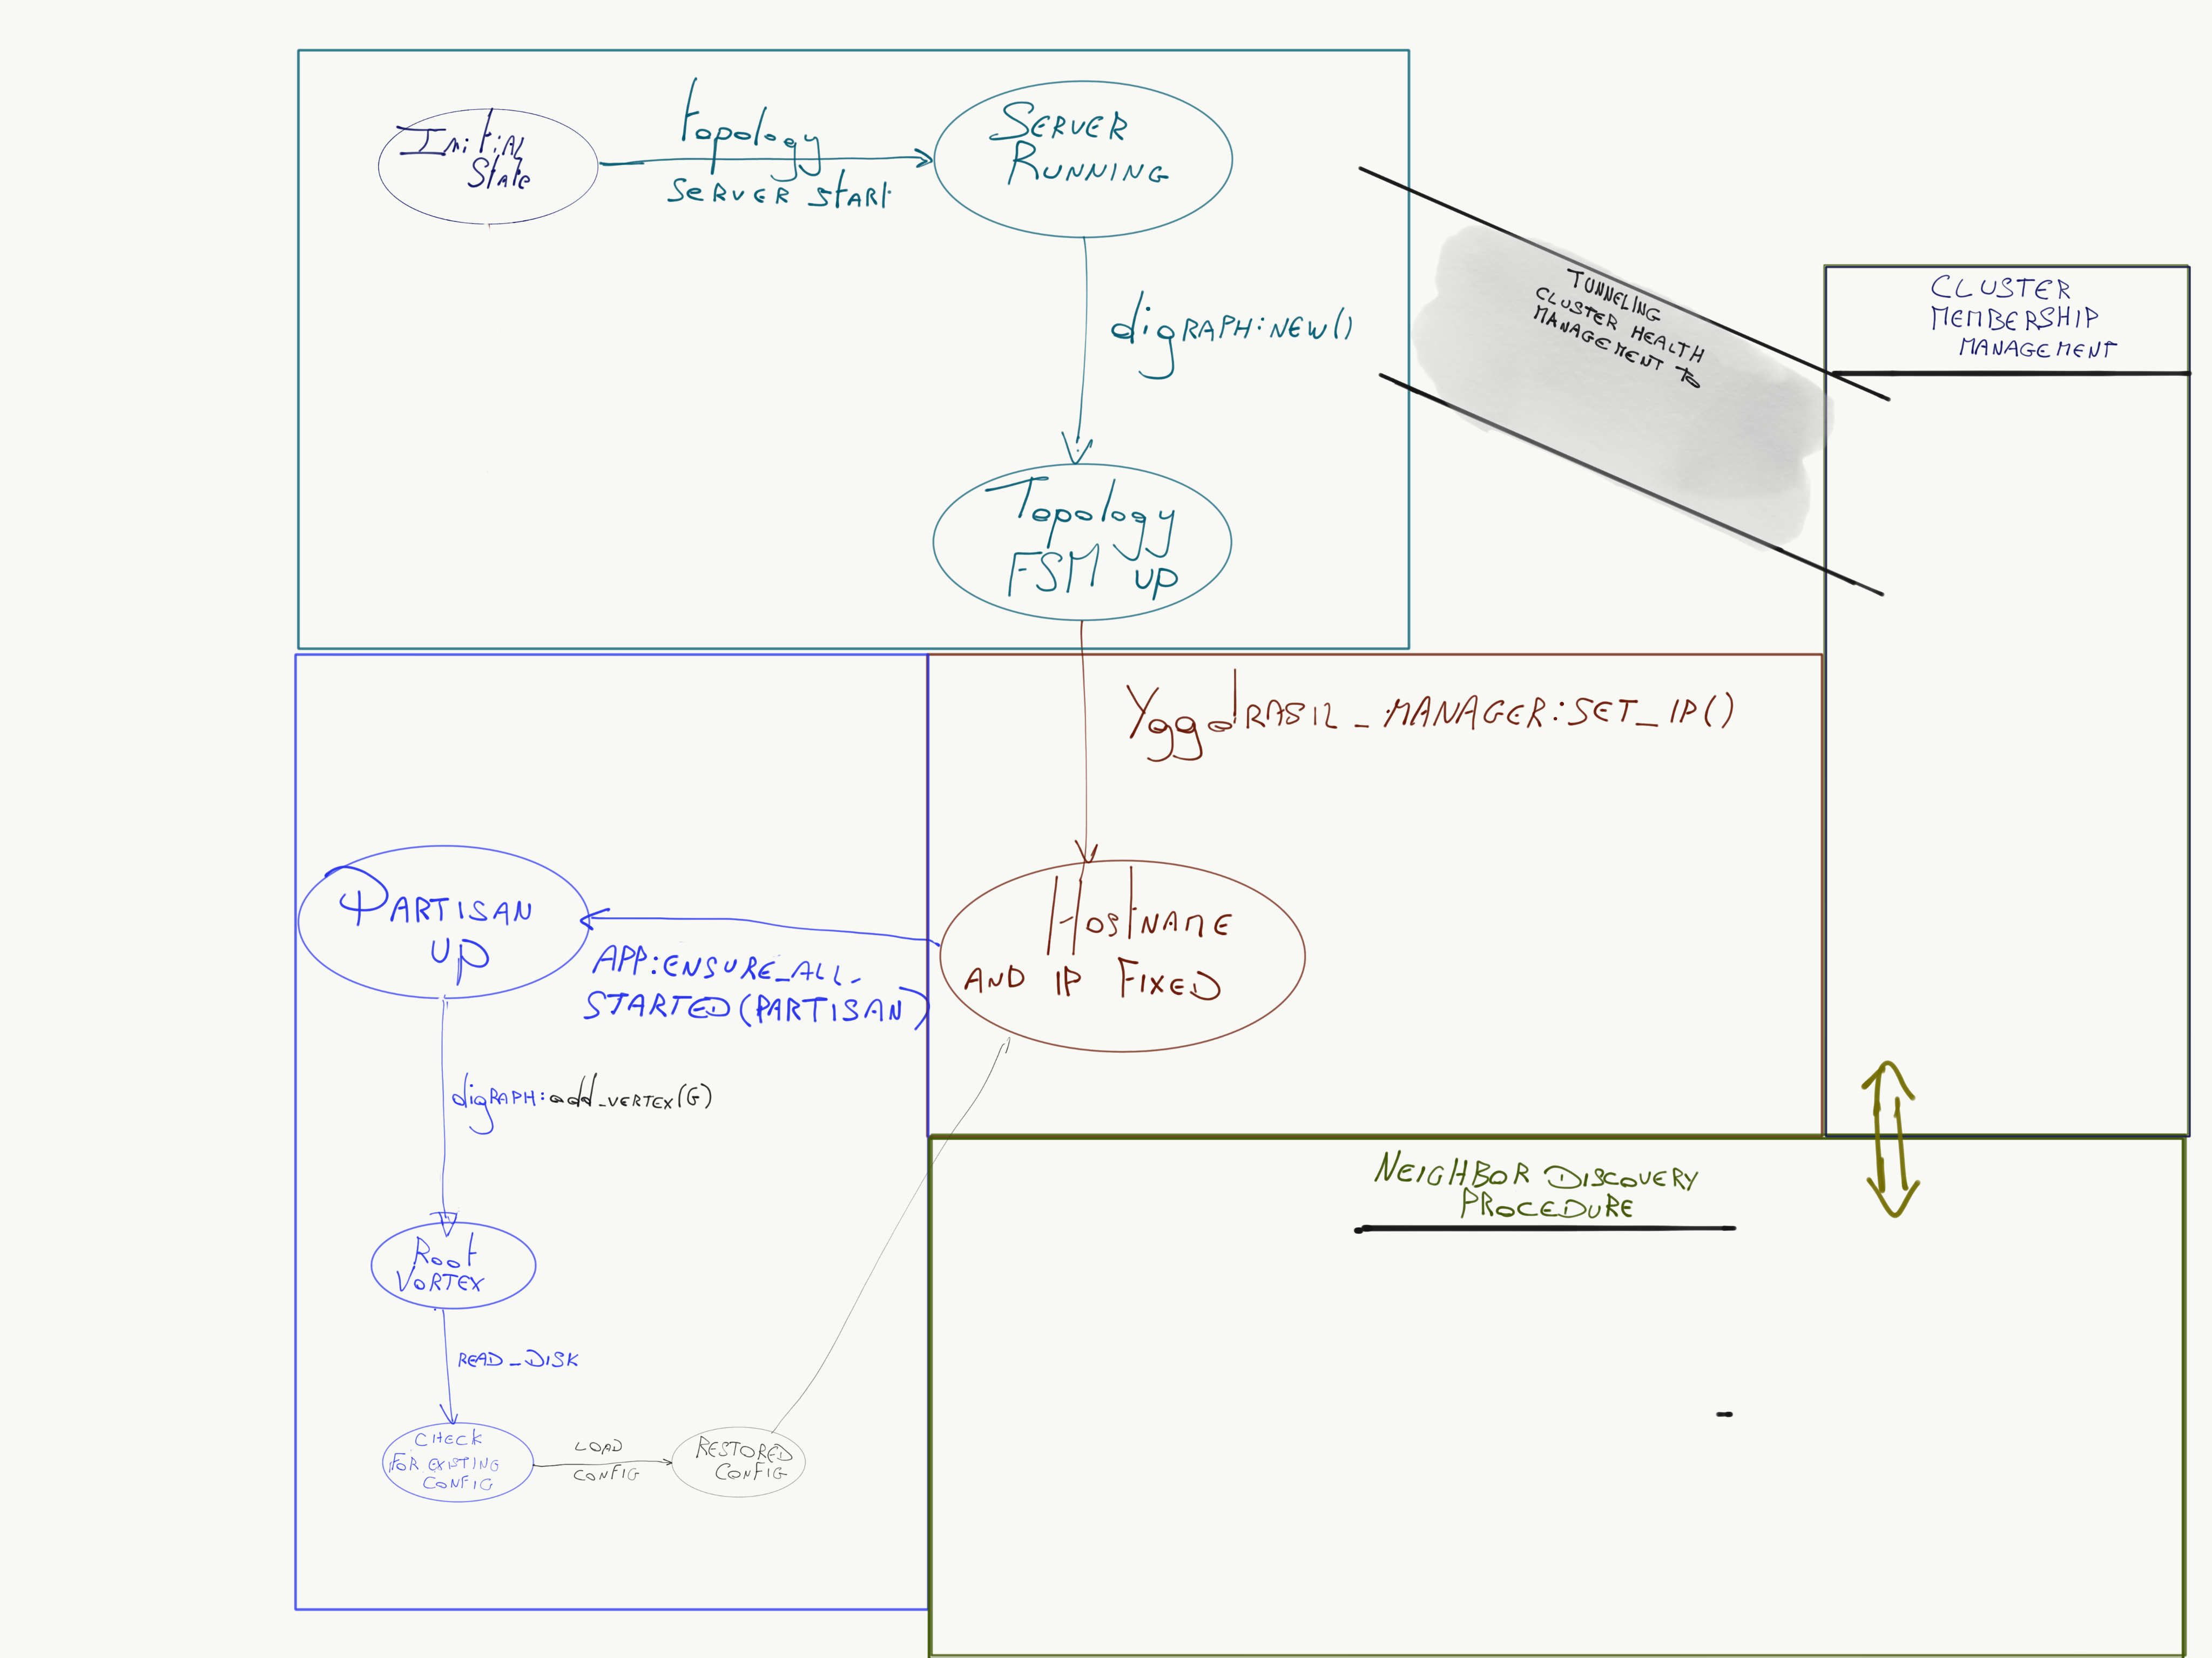 Initial
State
topology
SERVER START
SERVER
RUNNING
digRAPH:NEW()
Topology
FSM UP
TUNNELING
CLUSTER HEALTH
MANAGEMENT TO
CLUSTER
MEMBERSHIP
MANAGEMENT
YggdRASIL_MANAGER:SET_IP()
HOSTNAME
AND IP FIXED
PARTISAN
UP
APP:ENSURE_ALL_
STARTED(PARTISAN)
digRAPH:add_VERTEX(G)
Root
VORTEX
READ_DISK
CHECK
FOR EXISTING
CONFIG
LOAD
CONFIG
RESTORED
CONFIG
NEIGHBOR DISCOVERY
PROCEDURE